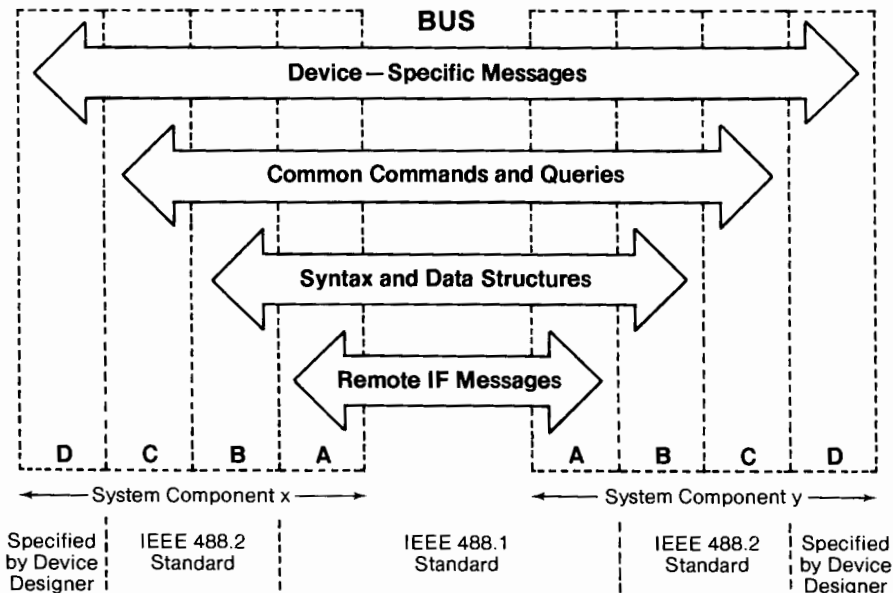 BUS
Device—Specific Messages
Common Commands and Queries
Syntax and Data Structures
Remote IF Messages
D C B A A B C D
System Component x
System Component y
Specified
by Device
Designer
IEEE 488.2
Standard
IEEE 488.1
Standard
IEEE 488.2
Standard
Specified
by Device
Designer